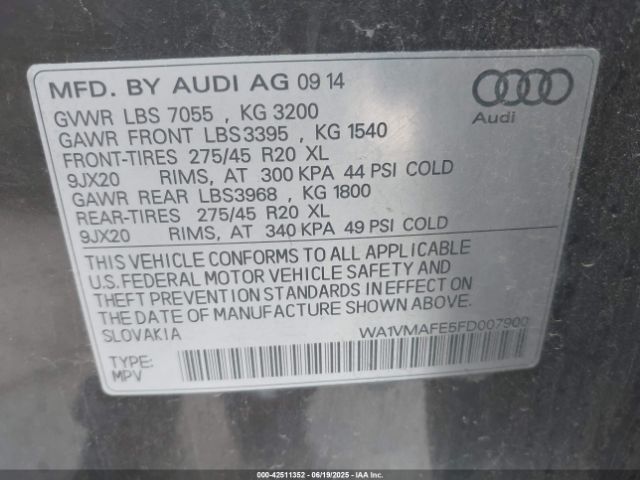 MFD. BY AUDI AG 09 14
GVWR LBS 7055 , KG 3200
GAWR FRONT LBS3395 , KG 1540
FRONT-TIRES 275/45 R20 XL
9JX20 RIMS, AT 300 KPA 44 PSI COLD
GAWR REAR LBS3968 , KG 1800
REAR-TIRES 275/45 R20 XL
9JX20 RIMS, AT 340 KPA 49 PSI COLD
Audi
THIS VEHICLE CONFORMS TO ALL APPLICABLE
U.S. FEDERAL MOTOR VEHICLE SAFETY AND
THEFT PREVENTION STANDARDS IN EFFECT ON
THE DATE OF MANUFACTURE SHOWN ABOVE.
SLOVAKIA
WA1VMAFE5FD007900
TYPE:
MPV
© - 42511352 - 06/19/2025 - IAAI.COM